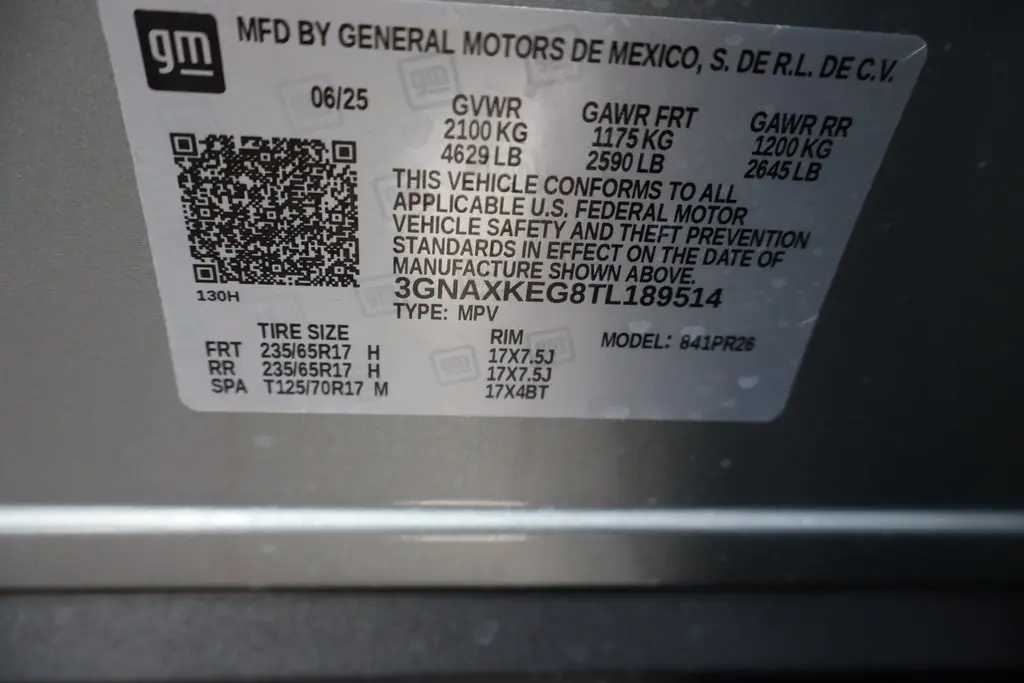 gm MFD BY GENERAL MOTORS DE MEXICO, S. DE R.L. DE C.V.
06/25 GVWR GAWR FRT GAWR RR
2100 KG 1175 KG 1200 KG
4629 LB 2590 LB 2645 LB
THIS VEHICLE CONFORMS TO ALL
APPLICABLE U.S. FEDERAL MOTOR
VEHICLE SAFETY AND THEFT PREVENTION
STANDARDS IN EFFECT ON THE DATE OF
MANUFACTURE SHOWN ABOVE.
130H 3GNAXKEG8TL189514
TYPE: MPV
TIRE SIZE RIM MODEL: 841PR26
FRT 235/65R17 H 17X7.5J
RR 235/65R17 H 17X7.5J
SPA T125/70R17 M 17X4BT